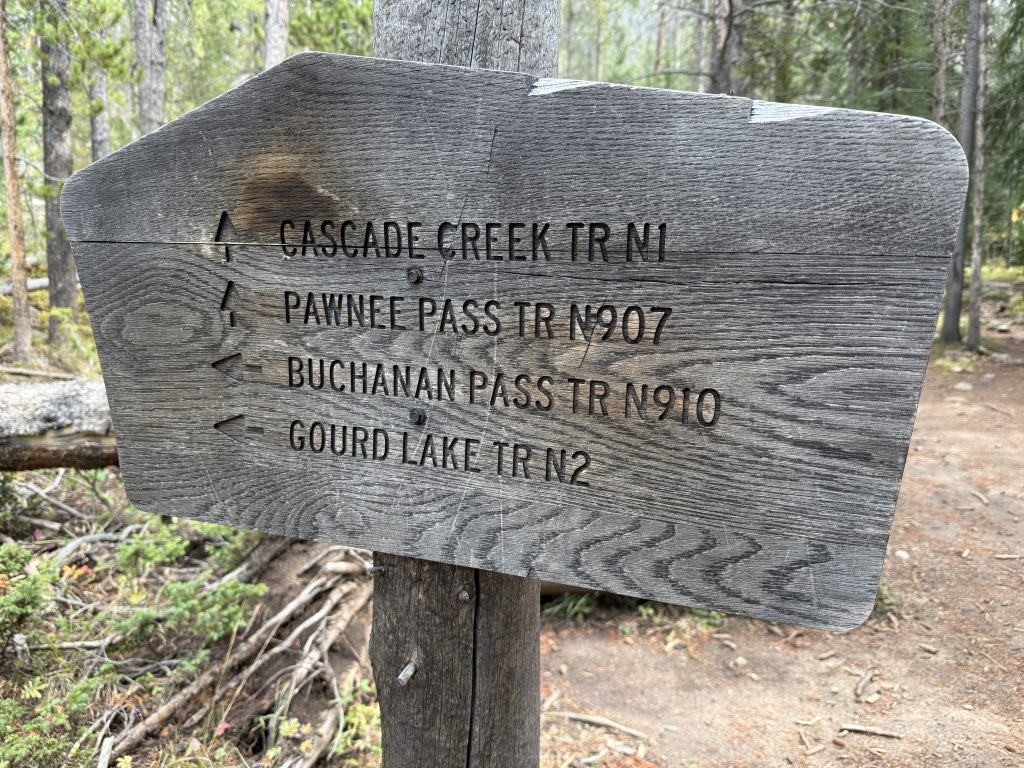 CASCADE CREEK TR N1
PAWNEE PASS TR N907
BUCHANAN PASS TR N910
GOURD LAKE TR N2